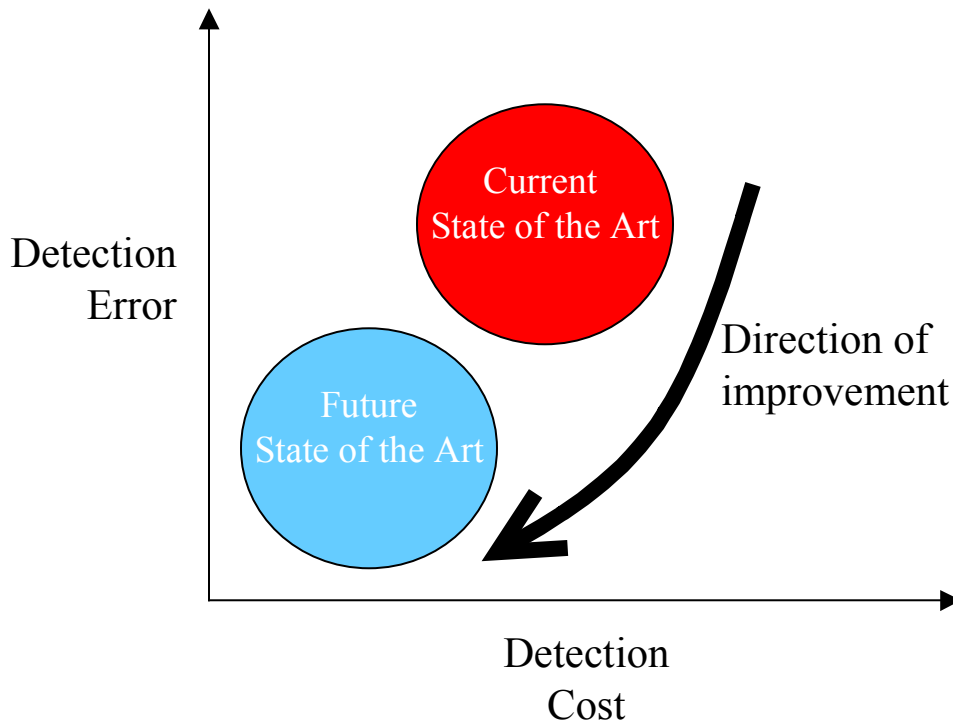 Current
State of the Art
Detection
Error
Direction of
improvement
Future
State of the Art
Detection
Cost